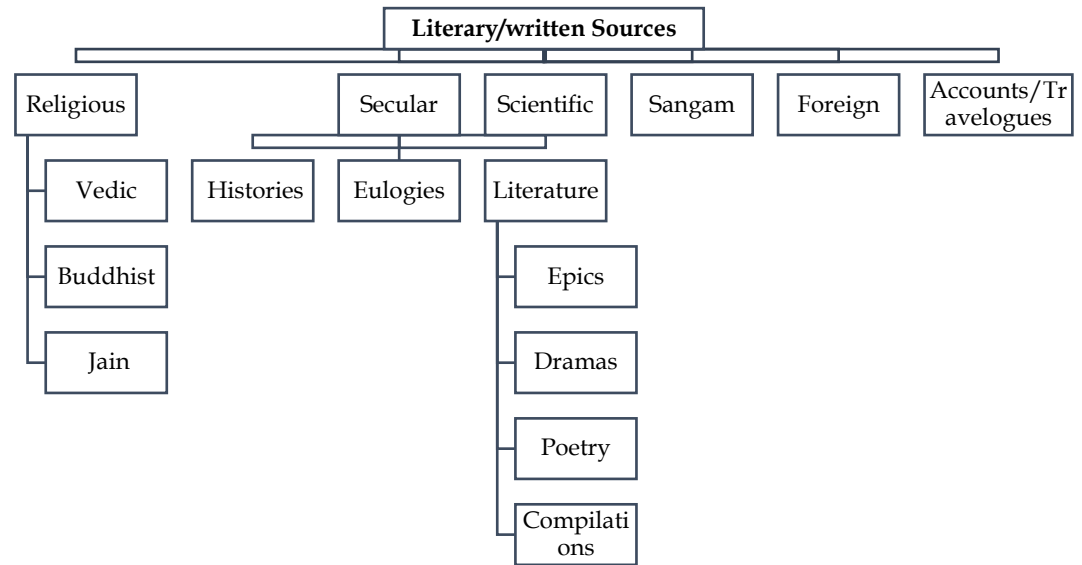 Literary/written Sources
Religious
Secular
Scientific
Sangam
Foreign
Accounts/Tr
avelogues
Vedic
Histories
Eulogies
Literature
Buddhist
Epics
Jain
Dramas
Poetry
Compilati
ons